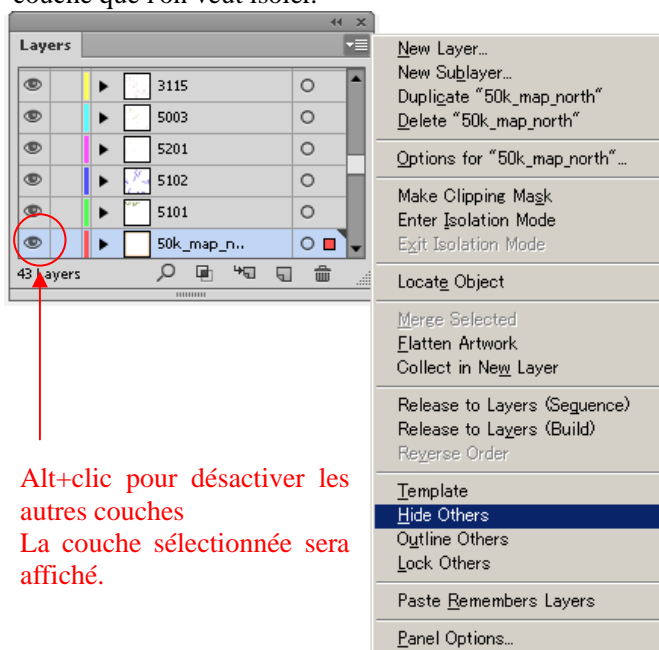 couche que l'on veut isoler.
Layers
3115
5003
5201
5102
5101
50k_map_n..
43 Layers
Alt+clic pour désactiver les
autres couches
La couche sélectionnée sera
affiché.
New Layer...
New Sublayer...
Duplicate "50k_map_north"
Delete "50k_map_north"
Options for "50k_map_north"...
Make Clipping Mask
Enter Isolation Mode
Exit Isolation Mode
Locate Object
Merge Selected
Flatten Artwork
Collect in New Layer
Release to Layers (Sequence)
Release to Layers (Build)
Reverse Order
Template
Hide Others
Outline Others
Lock Others
Paste Remembers Layers
Panel Options...